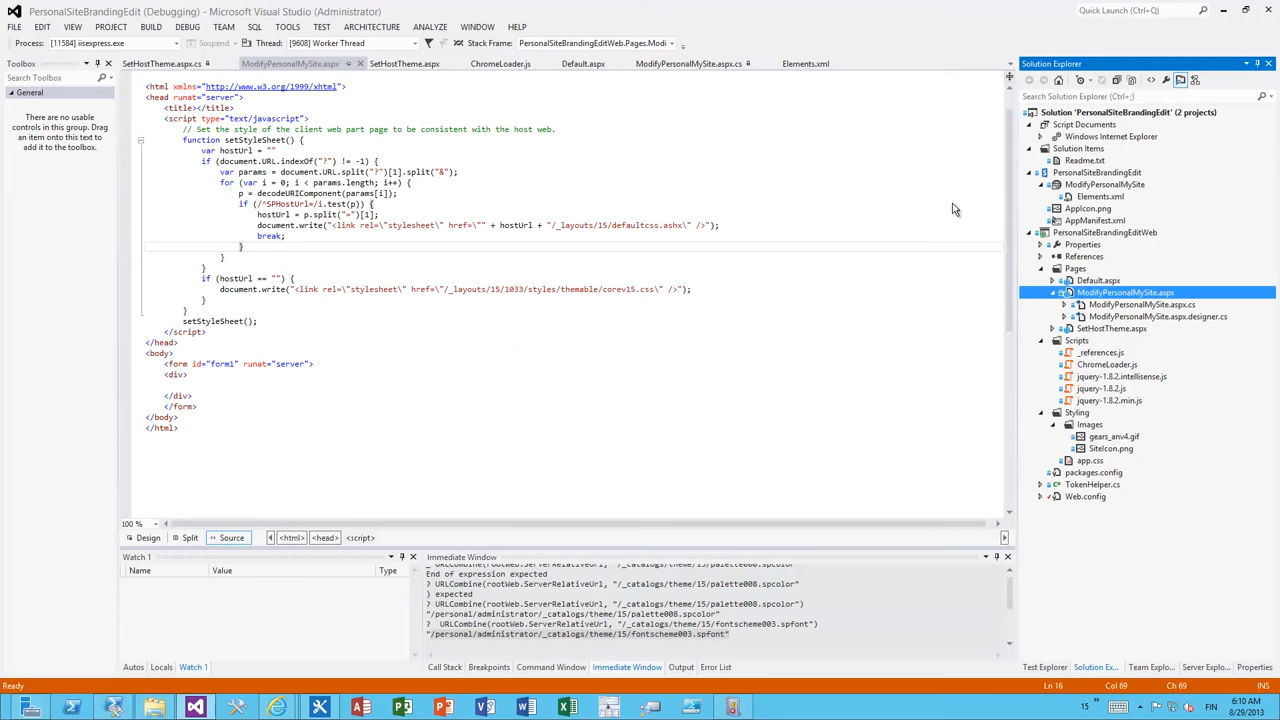 PersonalSiteBrandingEdit (Debugging) - Microsoft Visual Studio (Administrator)
Quick Launch (Ctrl+Q)
FILE EDIT VIEW PROJECT BUILD DEBUG TEAM SQL TOOLS TEST ARCHITECTURE ANALYZE WINDOW HELP
Process: [11584] iisexpress.exe Suspend Thread: [9608] Worker Thread Stack Frame: PersonalSiteBrandingEditWeb.Pages.Modi
Toolbox
Search Toolbox
General
There are no usable
controls in this group. Drag
an item onto this text to
add it to the toolbox.
SetHostTheme.aspx.cs ModifyPersonalMySite.aspx SetHostTheme.aspx ChromeLoader.js Default.aspx ModifyPersonalMySite.aspx.cs Elements.xml
<html xmlns="http://www.w3.org/1999/xhtml">
<head runat="server">
<title></title>
<script type="text/javascript">
// Set the style of the client web part page to be consistent with the host web.
function setStyleSheet() {
var hostUrl = ""
if (document.URL.indexOf("?") != -1) {
var params = document.URL.split("?")[1].split("&");
for (var i = 0; i < params.length; i++) {
p = decodeURIComponent(params[i]);
if (/^SPHostUrl=/i.test(p)) {
hostUrl = p.split("=")[1];
document.write("<link rel=\"stylesheet\" href=\"" + hostUrl + "/_layouts/15/defaultcss.ashx\" />");
break;
}
}
}
if (hostUrl == "") {
document.write("<link rel=\"stylesheet\" href=\"/_layouts/15/1033/styles/themable/corev15.css\" />");
}
}
setStyleSheet();
</script>
</head>
<body>
<form id="form1" runat="server">
<div>
</div>
</form>
</body>
</html>
100 %
Design Split Source <html> <head> <script>
Watch 1
Name Value Type
Autos Locals Watch 1
Immediate Window
? URLCombine(rootWeb.ServerRelativeUrl, "/_catalogs/theme/15/palette008.spcolor"
End of expression expected
? URLCombine(rootWeb.ServerRelativeUrl, "/_catalogs/theme/15/palette008.spcolor"
) expected
? URLCombine(rootWeb.ServerRelativeUrl, "/_catalogs/theme/15/palette008.spcolor")
"/personal/administrator/_catalogs/theme/15/palette008.spcolor"
? URLCombine(rootWeb.ServerRelativeUrl, "/_catalogs/theme/15/fontscheme003.spfont")
"/personal/administrator/_catalogs/theme/15/fontscheme003.spfont"
Call Stack Breakpoints Command Window Immediate Window Output Error List
Solution Explorer
Search Solution Explorer (Ctrl+;)
Solution 'PersonalSiteBrandingEdit' (2 projects)
Script Documents
Windows Internet Explorer
Solution Items
Readme.txt
PersonalSiteBrandingEdit
ModifyPersonalMySite
Elements.xml
AppIcon.png
AppManifest.xml
PersonalSiteBrandingEditWeb
Properties
References
Pages
Default.aspx
ModifyPersonalMySite.aspx
ModifyPersonalMySite.aspx.cs
ModifyPersonalMySite.aspx.designer.cs
SetHostTheme.aspx
Scripts
_references.js
ChromeLoader.js
jquery-1.8.2.intellisense.js
jquery-1.8.2.js
jquery-1.8.2.min.js
Styling
Images
gears_anv4.gif
SiteIcon.png
app.css
packages.config
TokenHelper.cs
Web.config
Test Explorer Solution Ex... Team Explo... Server Explo... Properties
Ready Ln 16 Col 69 Ch 69
15 FIN 6:10 AM
8/29/2013